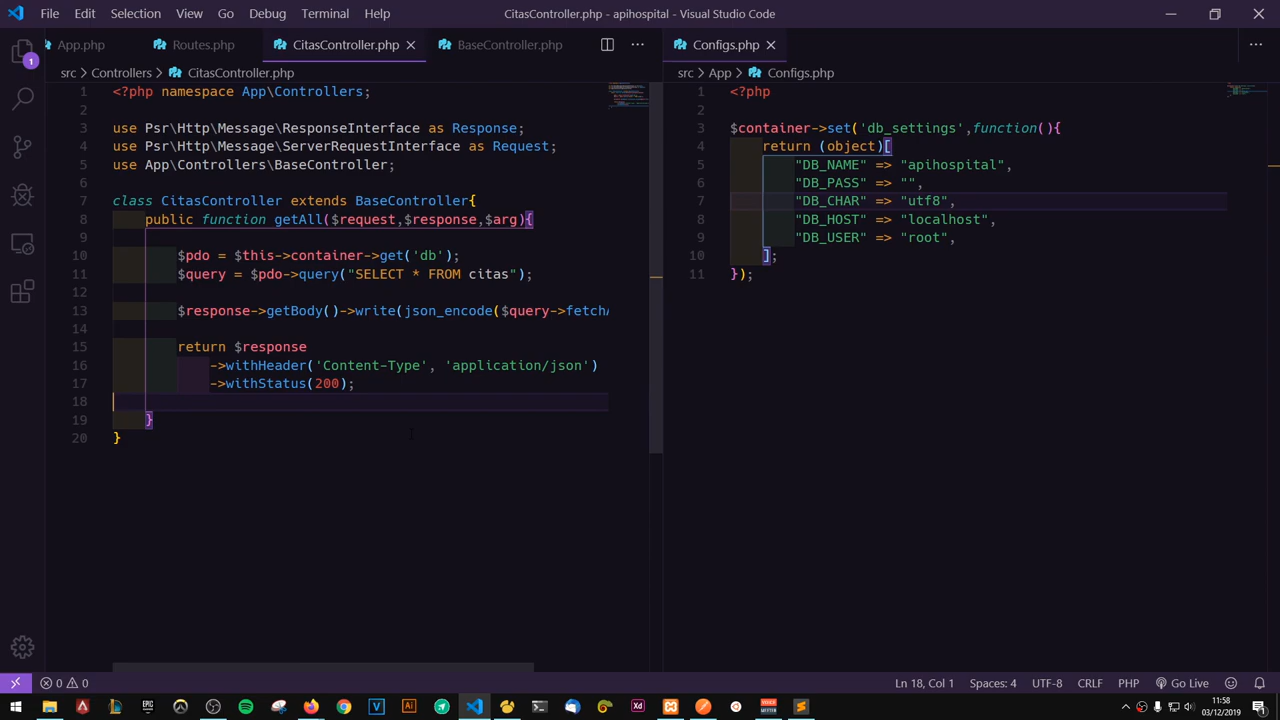 File Edit Selection View Go Debug Terminal Help CitasController.php - apihospital - Visual Studio Code
App.php Routes.php CitasController.php BaseController.php Configs.php
src > Controllers > CitasController.php
src > App > Configs.php
1 <?php namespace App\Controllers;
2
3 use Psr\Http\Message\ResponseInterface as Response;
4 use Psr\Http\Message\ServerRequestInterface as Request;
5 use App\Controllers\BaseController;
6
7 class CitasController extends BaseController{
8 public function getAll($request,$response,$arg){
9
10 $pdo = $this->container->get('db');
11 $query = $pdo->query("SELECT * FROM citas");
12
13 $response->getBody()->write(json_encode($query->fetchA
14
15 return $response
16 ->withHeader('Content-Type', 'application/json')
17 ->withStatus(200);
18
19 }
20 }
1 <?php
2
3 $container->set('db_settings',function(){
4 return (object)[
5 "DB_NAME" => "apihospital",
6 "DB_PASS" => "",
7 "DB_CHAR" => "utf8",
8 "DB_HOST" => "localhost",
9 "DB_USER" => "root",
10 ];
11 });
1
0 0 Ln 18, Col 1 Spaces: 4 UTF-8 CRLF PHP Go Live
11:58
03/12/2019